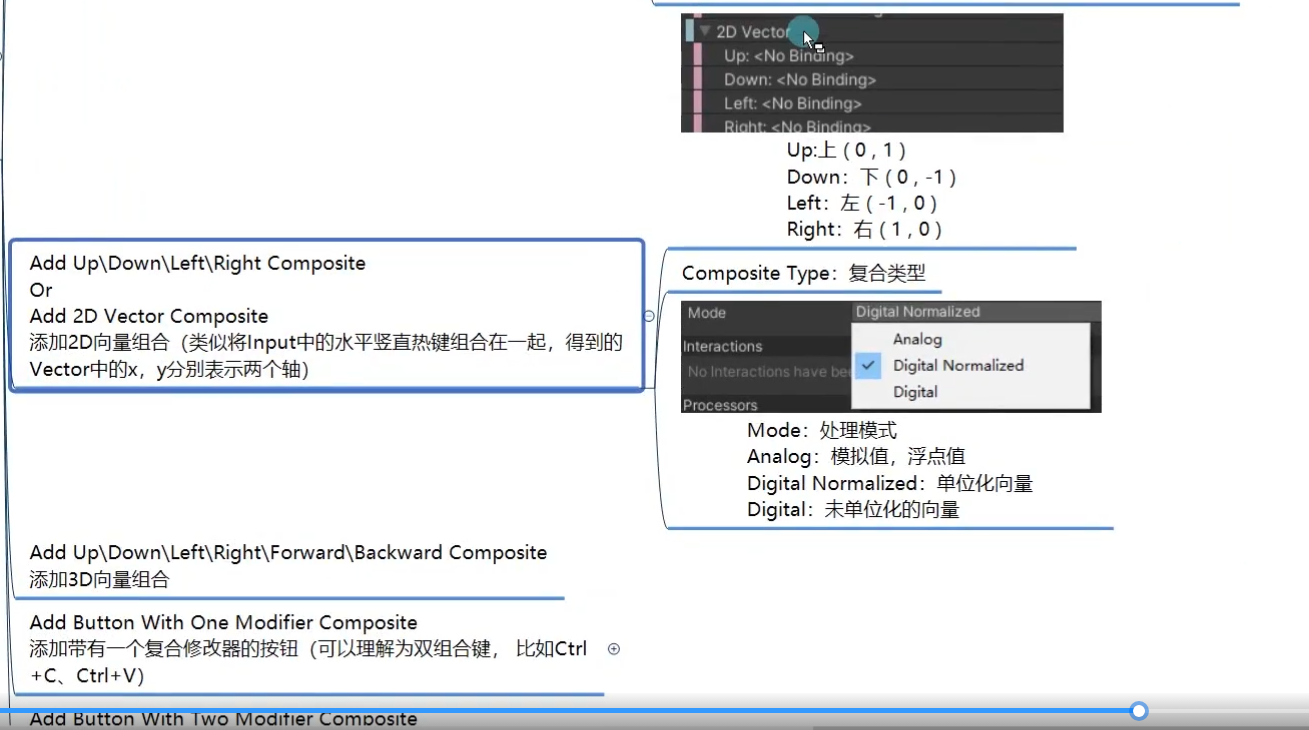 2D Vector
Up: <No Binding>
Down: <No Binding>
Left: <No Binding>
Right: <No Binding>
Up:上 ( 0 , 1 )
Down：下 ( 0 , -1 )
Left：左 ( -1 , 0 )
Right：右 ( 1 , 0 )
Add Up\Down\Left\Right Composite
Or
Add 2D Vector Composite
添加2D向量组合（类似将Input中的水平竖直热键组合在一起，得到的
Vector中的x，y分别表示两个轴）
Composite Type：复合类型
Mode
Digital Normalized
Analog
Interactions
Digital Normalized
No Interactions have bee
Digital
Processors
Mode：处理模式
Analog：模拟值，浮点值
Digital Normalized：单位化向量
Digital：未单位化的向量
Add Up\Down\Left\Right\Forward\Backward Composite
添加3D向量组合
Add Button With One Modifier Composite
添加带有一个复合修改器的按钮（可以理解为双组合键， 比如Ctrl
+C、Ctrl+V）
Add Button With Two Modifier Composite